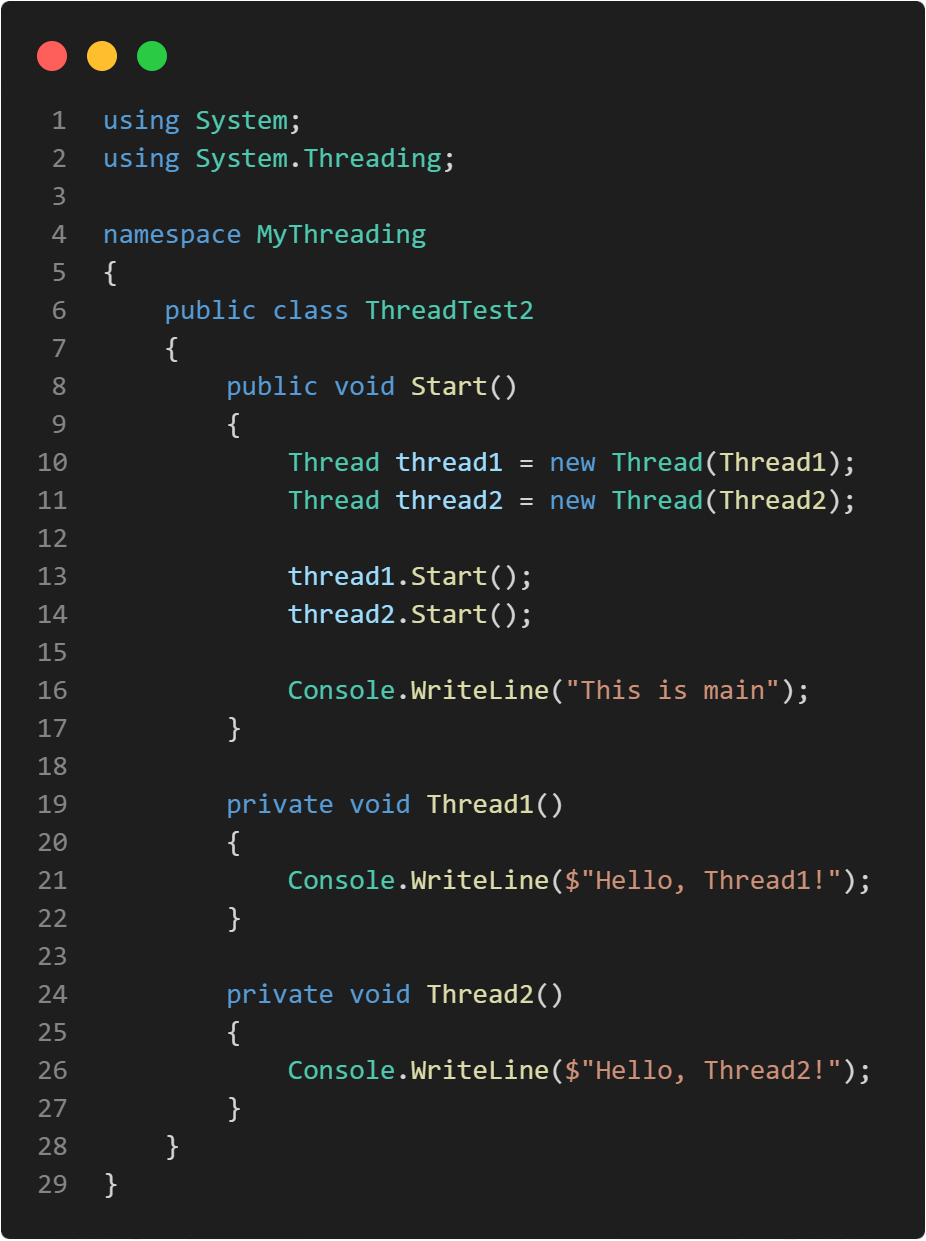 1 using System;
2 using System.Threading;
3
4 namespace MyThreading
5 {
6     public class ThreadTest2
7     {
8         public void Start()
9         {
10             Thread thread1 = new Thread(Thread1);
11             Thread thread2 = new Thread(Thread2);
12
13             thread1.Start();
14             thread2.Start();
15
16             Console.WriteLine("This is main");
17         }
18
19         private void Thread1()
20         {
21             Console.WriteLine($"Hello, Thread1!");
22         }
23
24         private void Thread2()
25         {
26             Console.WriteLine($"Hello, Thread2!");
27         }
28     }
29 }